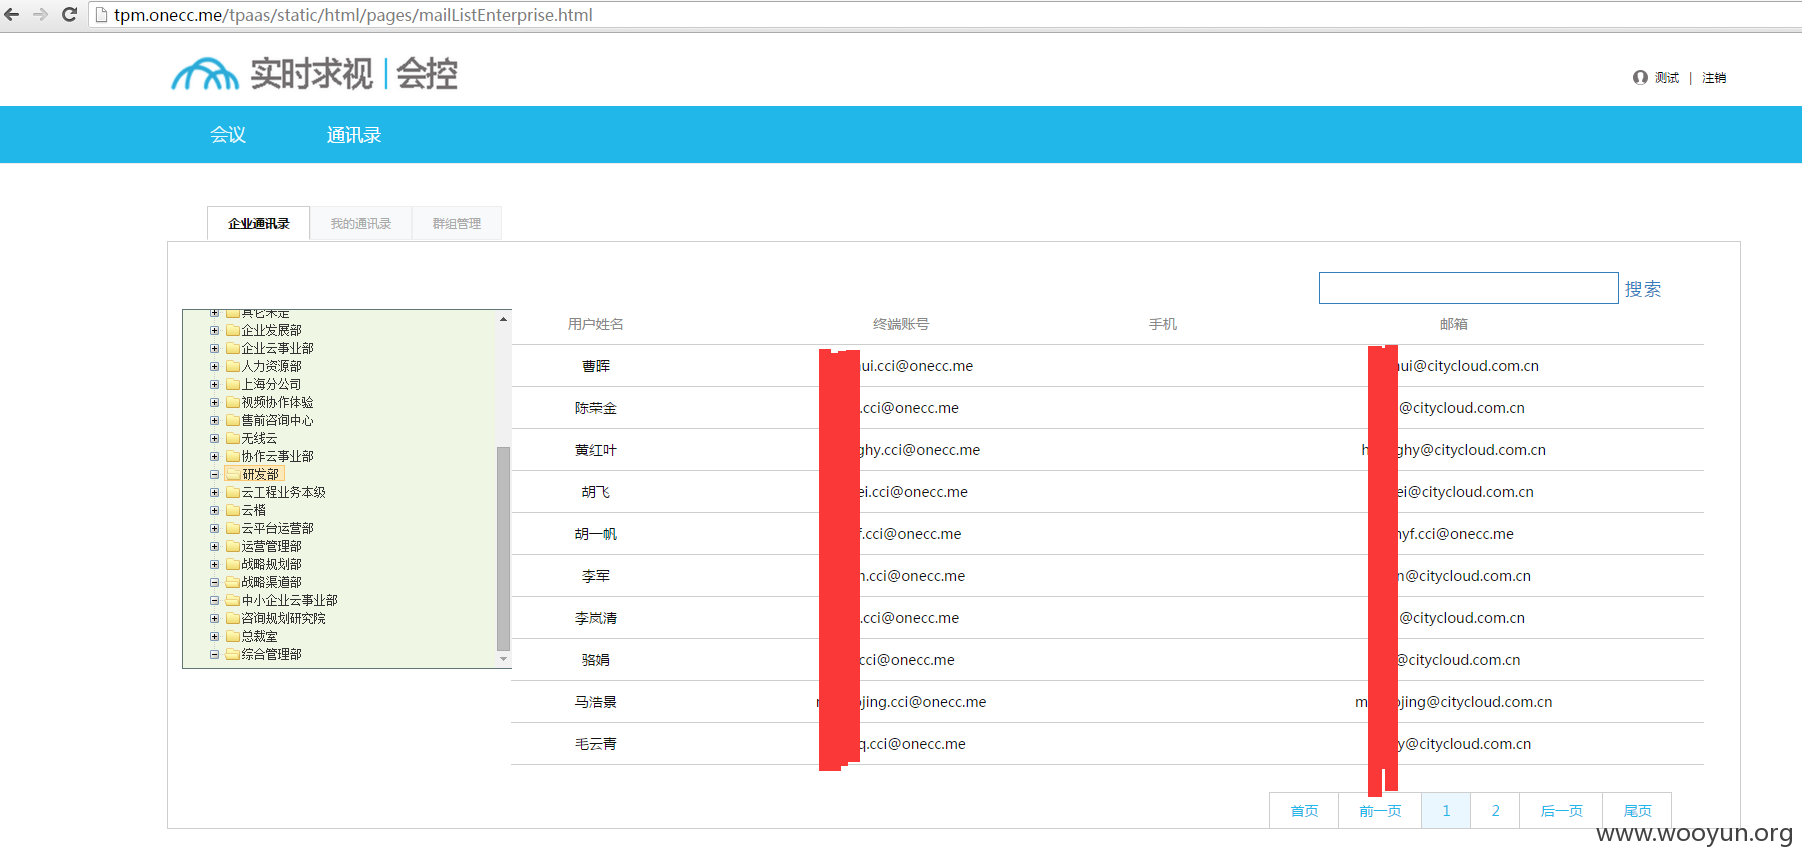 tpm.onecc.me/tpaas/static/html/pages/mailListEnterprise.html
实时求视 | 会控
测试 | 注销
会议 通讯录
企业通讯录 我的通讯录 群组管理
搜索
企业发展部
企业云事业部
人力资源部
上海分公司
视频协作体验
售前咨询中心
无线云
协作云事业部
研发部
云工程业务本级
云楷
云平台运营部
运营管理部
战略规划部
战略渠道部
中小企业云事业部
咨询规划研究院
总裁室
综合管理部
用户姓名 终端账号 手机 邮箱
曹晖 ui.cci@onecc.me ui@citycloud.com.cn
陈荣金 .cci@onecc.me @citycloud.com.cn
黄红叶 ghy.cci@onecc.me h ghy@citycloud.com.cn
胡飞 ei.cci@onecc.me ei@citycloud.com.cn
胡一帆 f.cci@onecc.me yf.cci@onecc.me
李军 n.cci@onecc.me n@citycloud.com.cn
李岚清 .cci@onecc.me @citycloud.com.cn
骆娟 cci@onecc.me @citycloud.com.cn
马浩景 jing.cci@onecc.me m jing@citycloud.com.cn
毛云青 q.cci@onecc.me y@citycloud.com.cn
首页 前一页 1 2 后一页 尾页
www.wooyun.org